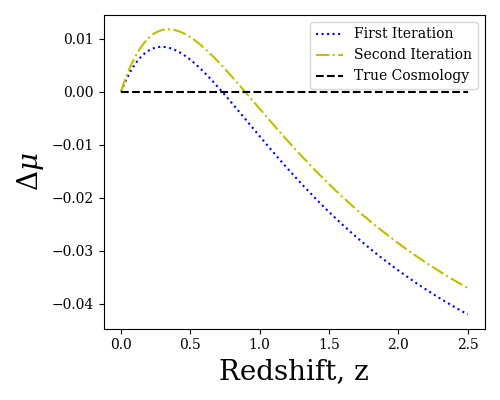 First Iteration
Second Iteration
True Cosmology
0.01
0.00
−0.01
−0.02
−0.03
−0.04
Δμ
0.0 0.5 1.0 1.5 2.0 2.5
Redshift, z